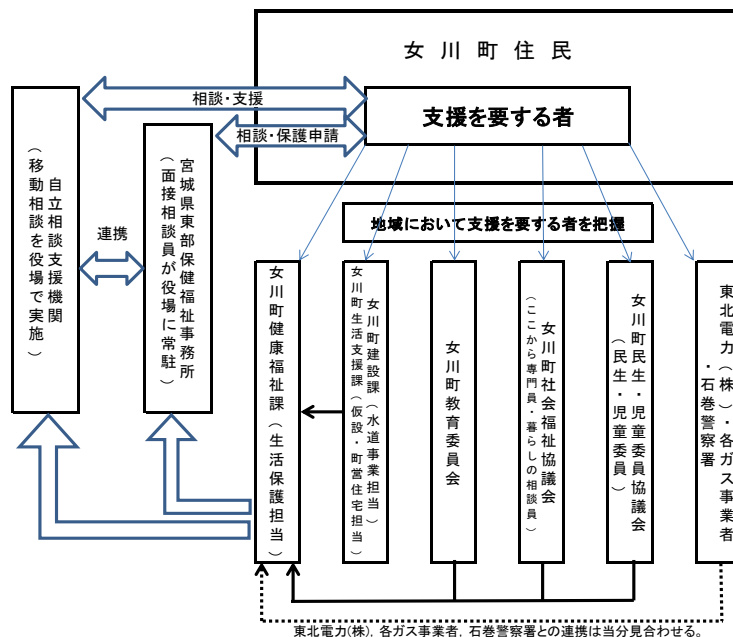 女川町住民
支援を要する者
相談・支援
相談・保護申請
地域において支援を要する者を把握
自立相談支援機関
（移動相談を役場で実施）
連携
宮城県東部保健福祉事務所
（面接相談員が役場に常駐）
女川町健康福祉課（生活保護担当）
女川町建設課（水道事業担当）
女川町生活支援課（仮設・町営住宅担当）
女川町教育委員会
女川町社会福祉協議会
（ここから専門員・暮らしの相談員）
女川町民生・児童委員協議会
（民生・児童委員）
東北電力（株）・各ガス事業者
・石巻警察署
東北電力(株)，各ガス事業者，石巻警察署との連携は当分見合わせる。